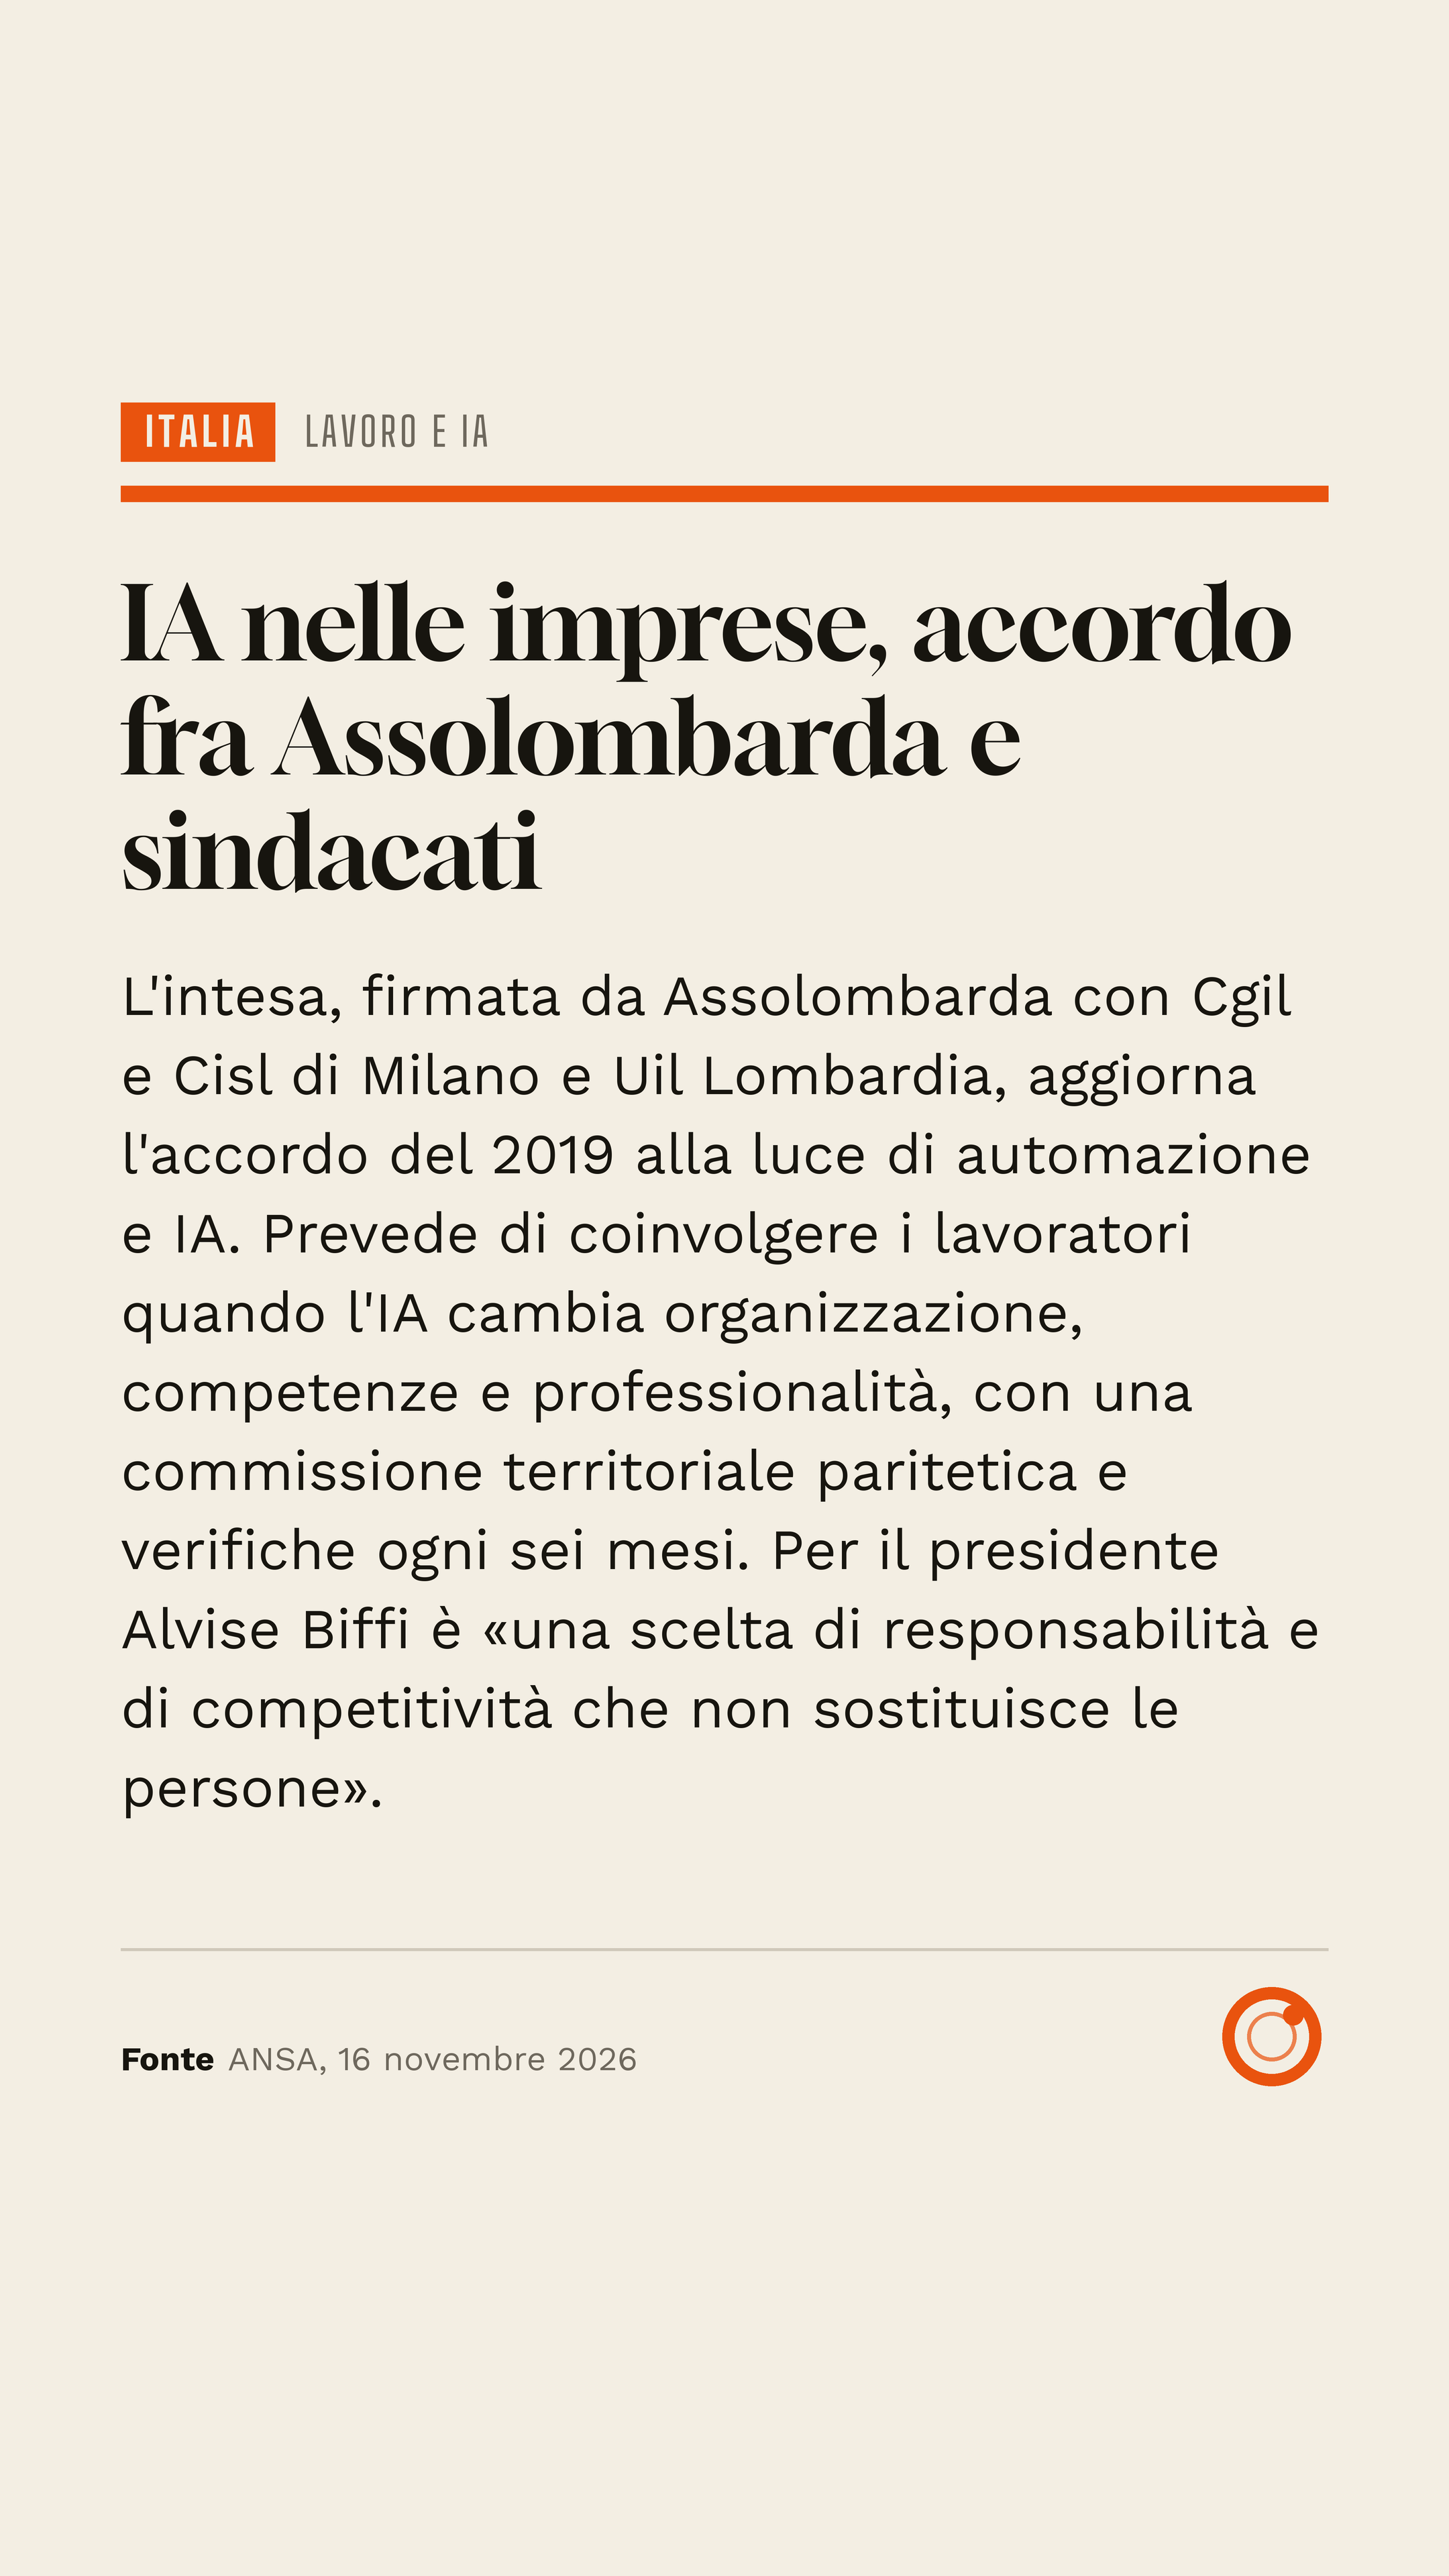 ITALIA LAVORO E IA
IA nelle imprese, accordo
fra Assolombarda e
sindacati
L'intesa, firmata da Assolombarda con Cgil
e Cisl di Milano e Uil Lombardia, aggiorna
l'accordo del 2019 alla luce di automazione
e IA. Prevede di coinvolgere i lavoratori
quando l'IA cambia organizzazione,
competenze e professionalità, con una
commissione territoriale paritetica e
verifiche ogni sei mesi. Per il presidente
Alvise Biffi è «una scelta di responsabilità e
di competitività che non sostituisce le
persone».
Fonte ANSA, 16 novembre 2026